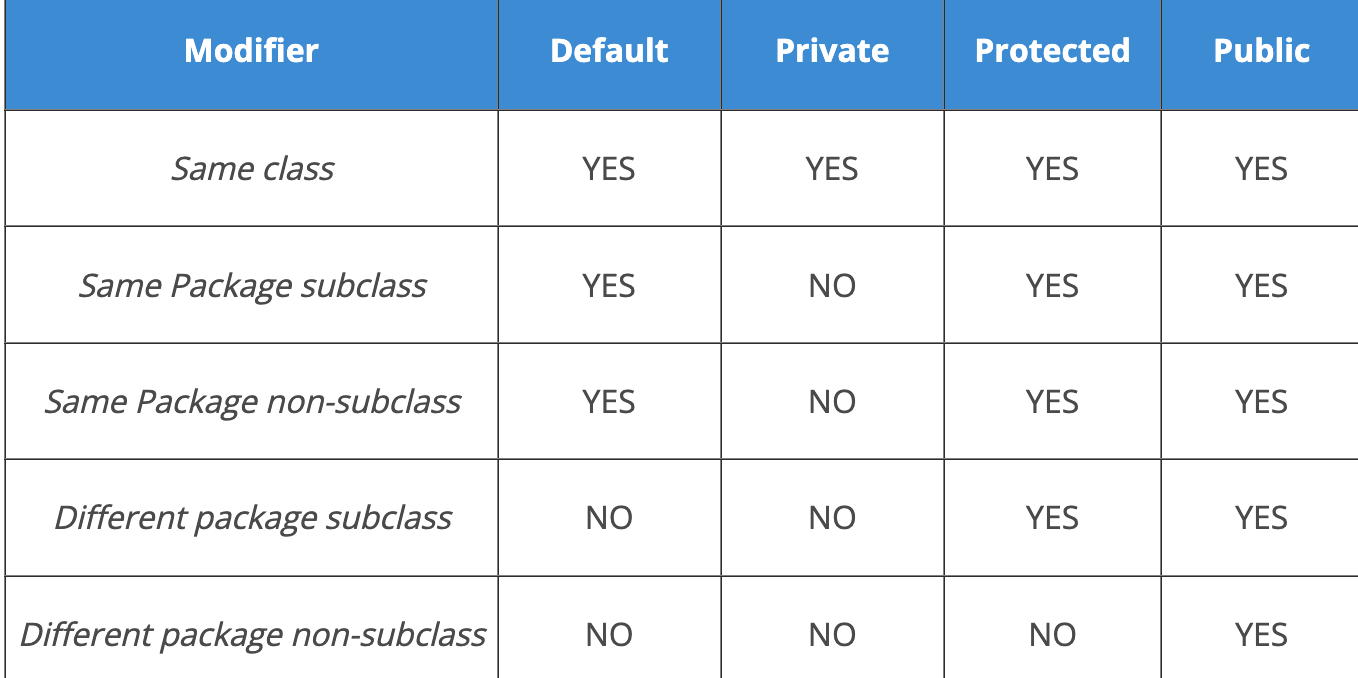 Modifier Default Private Protected Public
Same class YES YES YES YES
Same Package subclass YES NO YES YES
Same Package non-subclass YES NO YES YES
Different package subclass NO NO YES YES
Different package non-subclass NO NO NO YES